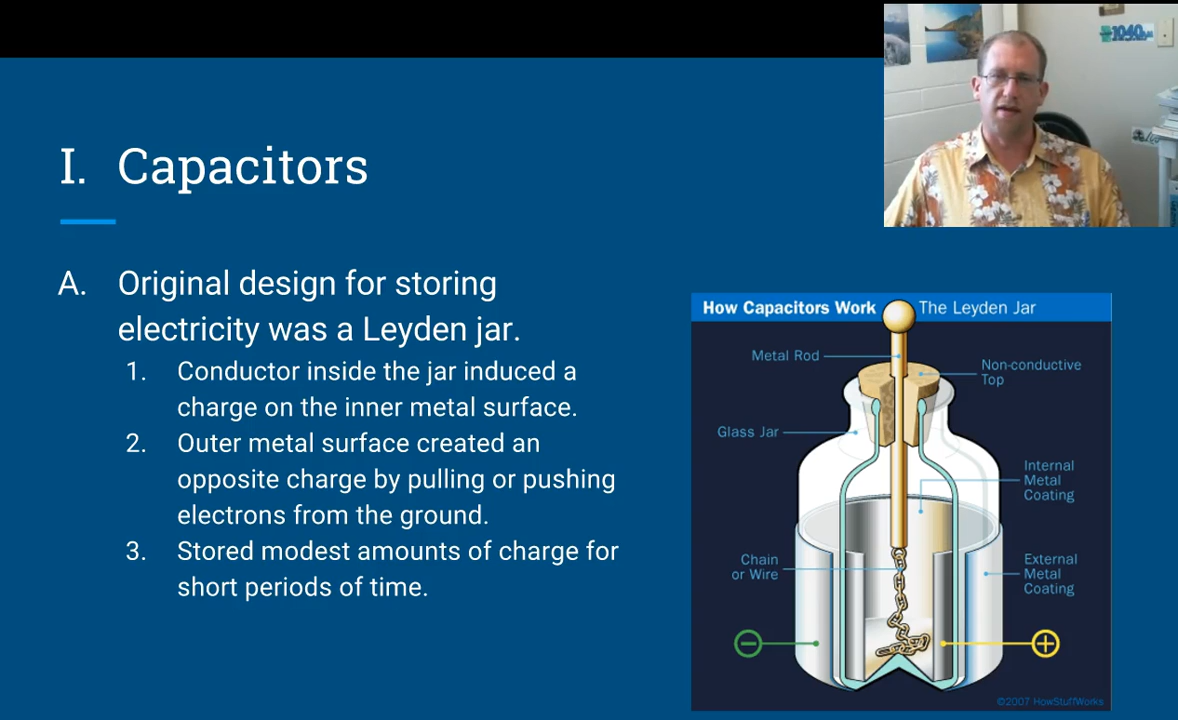 1040
I. Capacitors
A. Original design for storing
electricity was a Leyden jar.
1. Conductor inside the jar induced a
charge on the inner metal surface.
2. Outer metal surface created an
opposite charge by pulling or pushing
electrons from the ground.
3. Stored modest amounts of charge for
short periods of time.
How Capacitors Work The Leyden Jar
Metal Rod
Non-conductive
Top
Glass Jar
Internal
Metal
Coating
Chain
or Wire
External
Metal
Coating
− +
©2007 HowStuffWorks